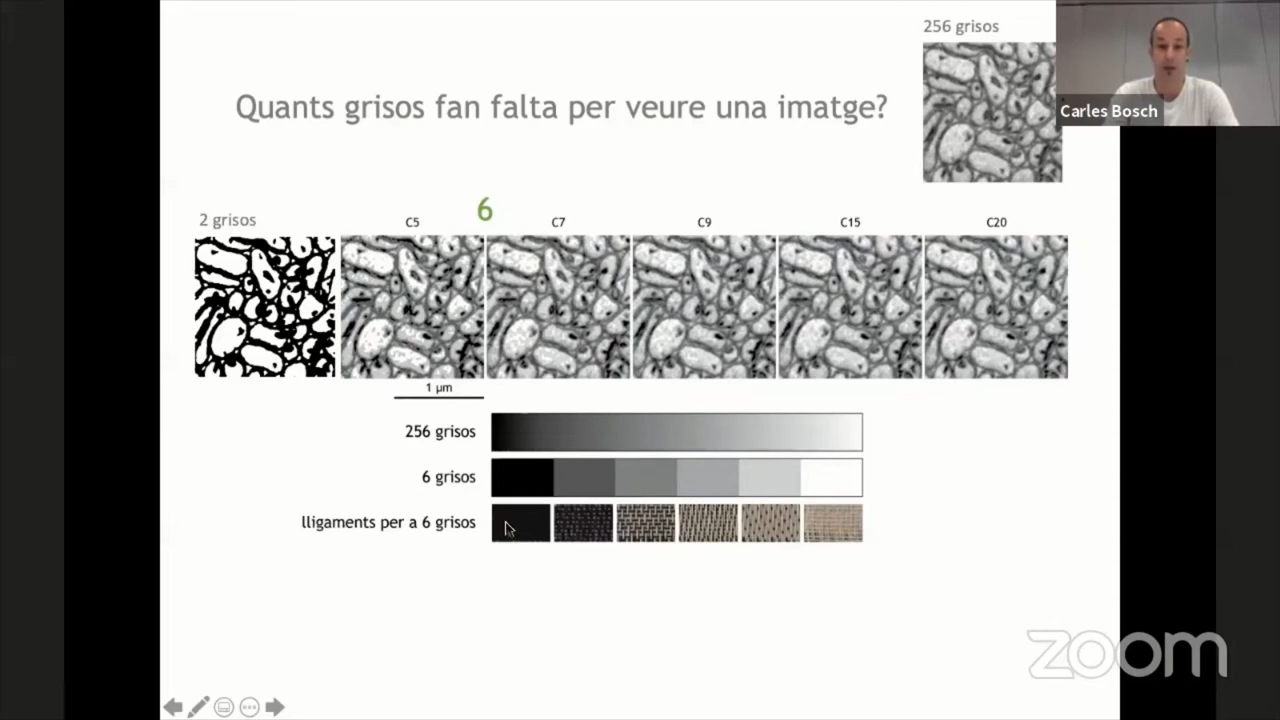 256 grisos
Carles Bosch
Quants grisos fan falta per veure una imatge?
6
2 grisos
C5
C7
C9
C15
C20
1 µm
256 grisos
6 grisos
lligaments per a 6 grisos
zoom